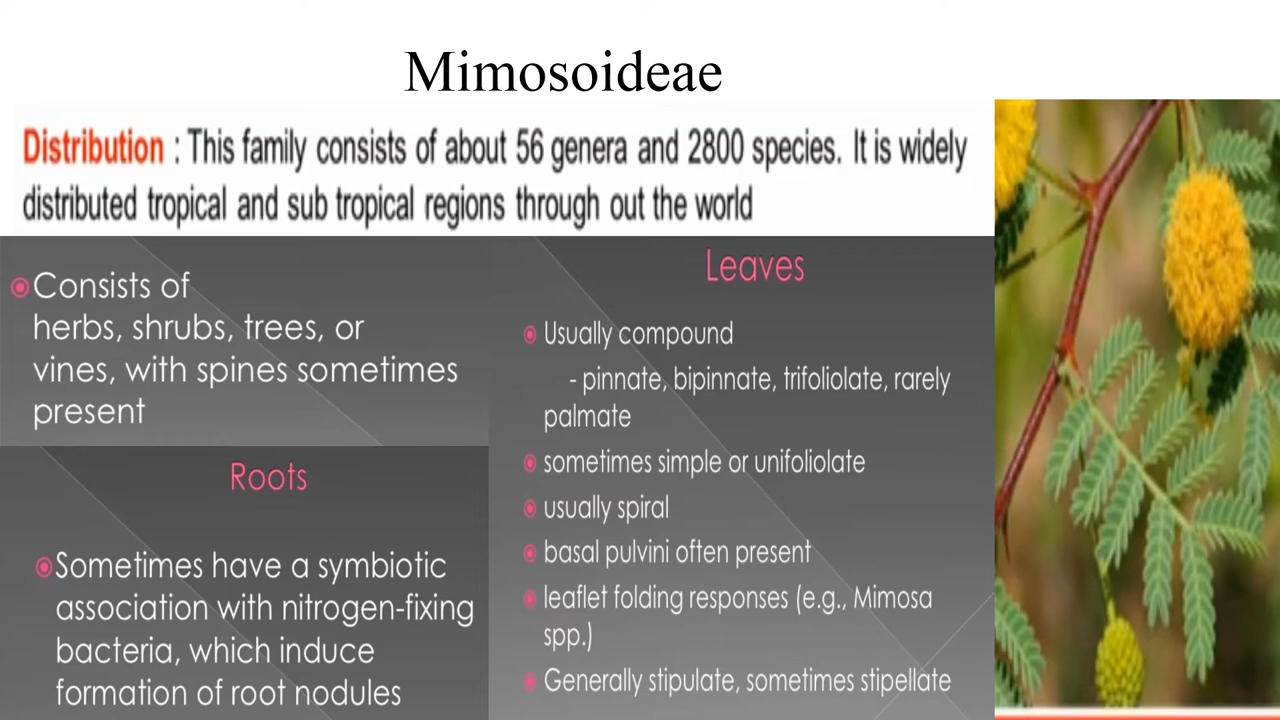 Mimosoideae
Distribution : This family consists of about 56 genera and 2800 species. It is widely
distributed tropical and sub tropical regions through out the world
Consists of
herbs, shrubs, trees, or
vines, with spines sometimes
present
Roots
Sometimes have a symbiotic
association with nitrogen-fixing
bacteria, which induce
formation of root nodules
Leaves
Usually compound
- pinnate, bipinnate, trifoliolate, rarely
palmate
sometimes simple or unifoliolate
usually spiral
basal pulvini often present
leaflet folding responses (e.g., Mimosa
spp.)
Generally stipulate, sometimes stipellate